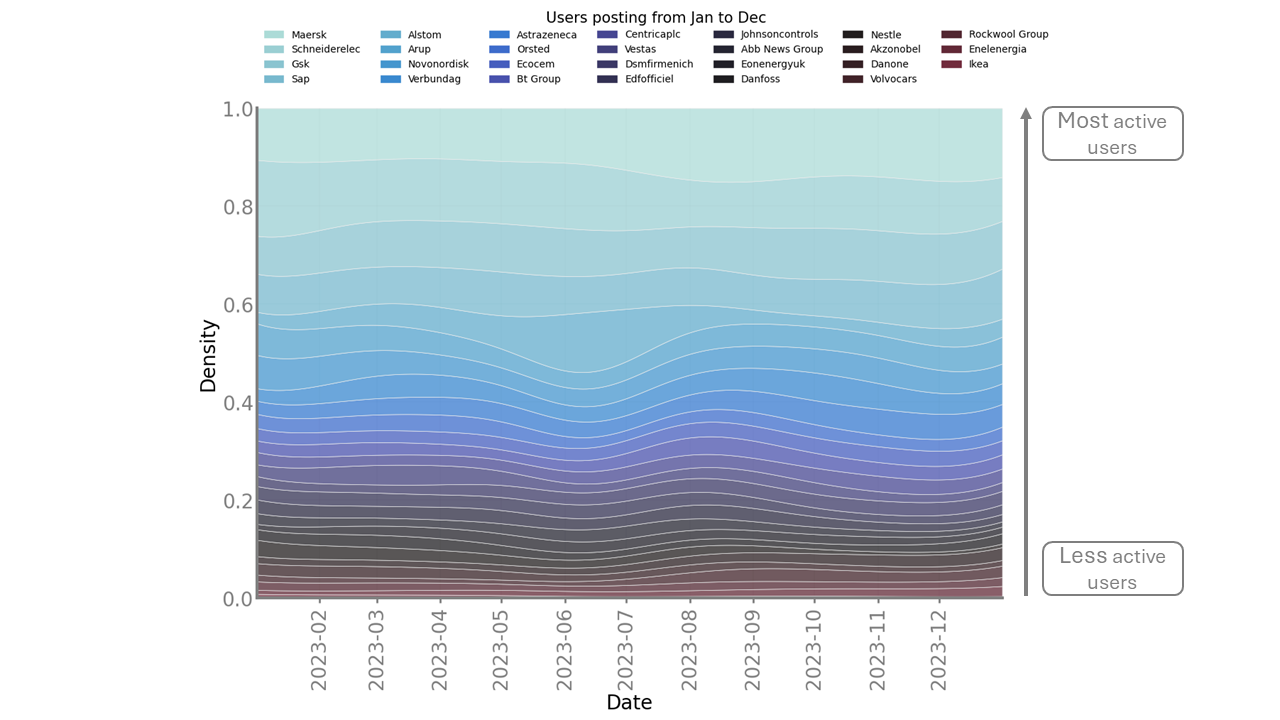 Users posting from Jan to Dec
Maersk Alstom Astrazeneca Centricaplc Johnsoncontrols Nestle Rockwool Group
Schneiderelec Arup Orsted Vestas Abb News Group Akzonobel Enelenergia
Gsk Novonordisk Ecocem Dsmfirmenich Eonenergyuk Danone Ikea
Sap Verbundag Bt Group Edfofficiel Danfoss Volvocars
1.0
0.8
0.6
0.4
0.2
0.0
Density
2023-02 2023-03 2023-04 2023-05 2023-06 2023-07 2023-08 2023-09 2023-10 2023-11 2023-12
Date
Most active
users
Less active
users